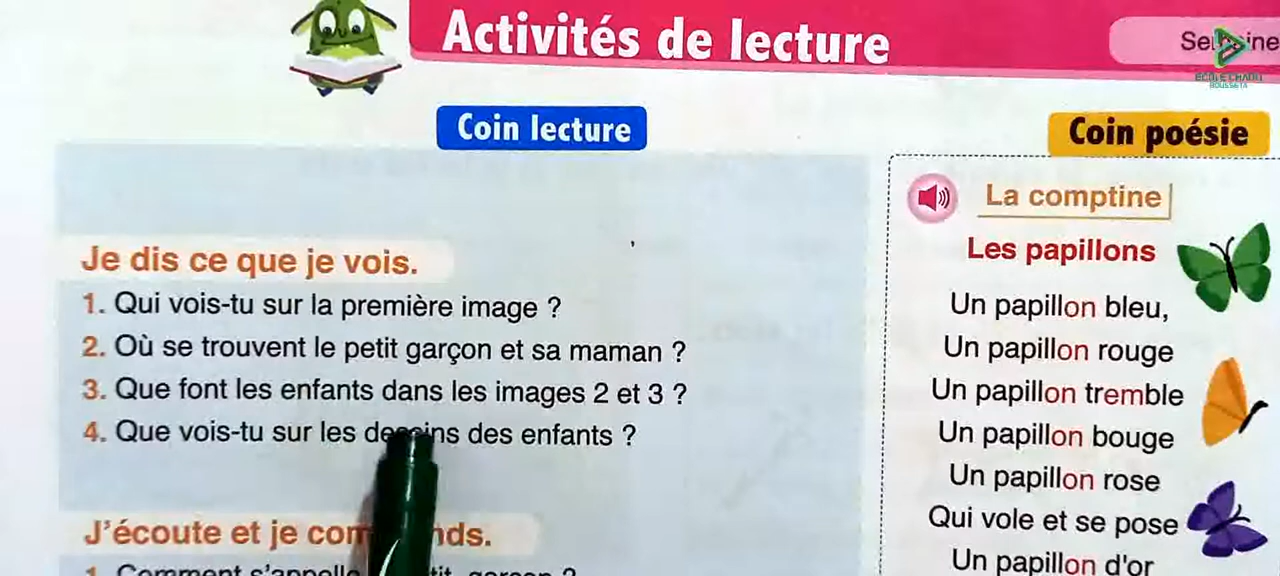 Activités de lecture
Coin lecture
Je dis ce que je vois.
1. Qui vois-tu sur la première image ?
2. Où se trouvent le petit garçon et sa maman ?
3. Que font les enfants dans les images 2 et 3 ?
4. Que vois-tu sur les dessins des enfants ?
J'écoute et je
1. Comment s'appelle garçon ?
Coin poésie
La comptine
Les papillons
Un papillon bleu,
Un papillon rouge
Un papillon tremble
Un papillon bouge
Un papillon rose
Qui vole et se pose
Un papillon d'or